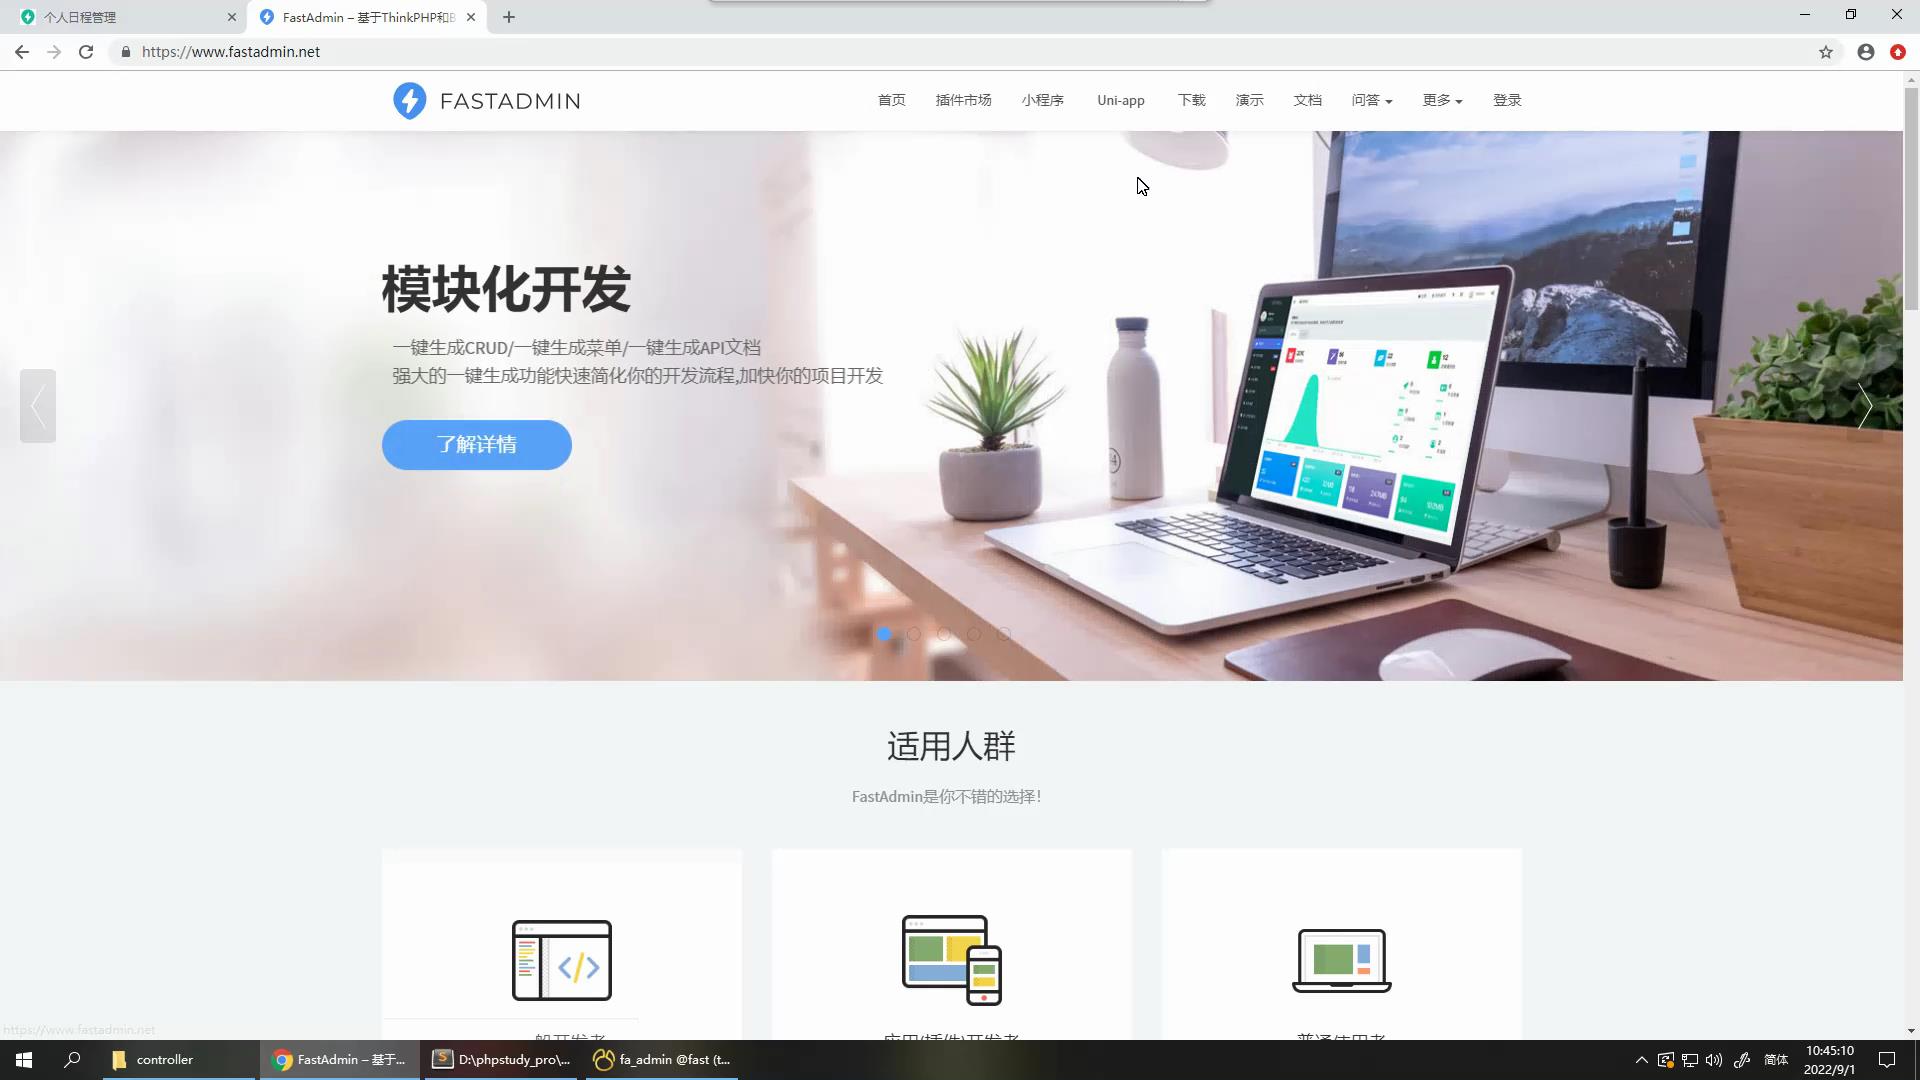 个人日程管理
FastAdmin – 基于ThinkPHP和B
https://www.fastadmin.net
FASTADMIN
首页
插件市场
小程序
Uni-app
下载
演示
文档
问答
更多
登录
模块化开发
一键生成CRUD/一键生成菜单/一键生成API文档
强大的一键生成功能快速简化你的开发流程,加快你的项目开发
了解详情
适用人群
FastAdmin是你不错的选择！
https://www.fastadmin.net
controller
FastAdmin – 基于...
D:\phpstudy_pro\...
fa_admin @fast (t...
简体
10:45:10
2022/9/1